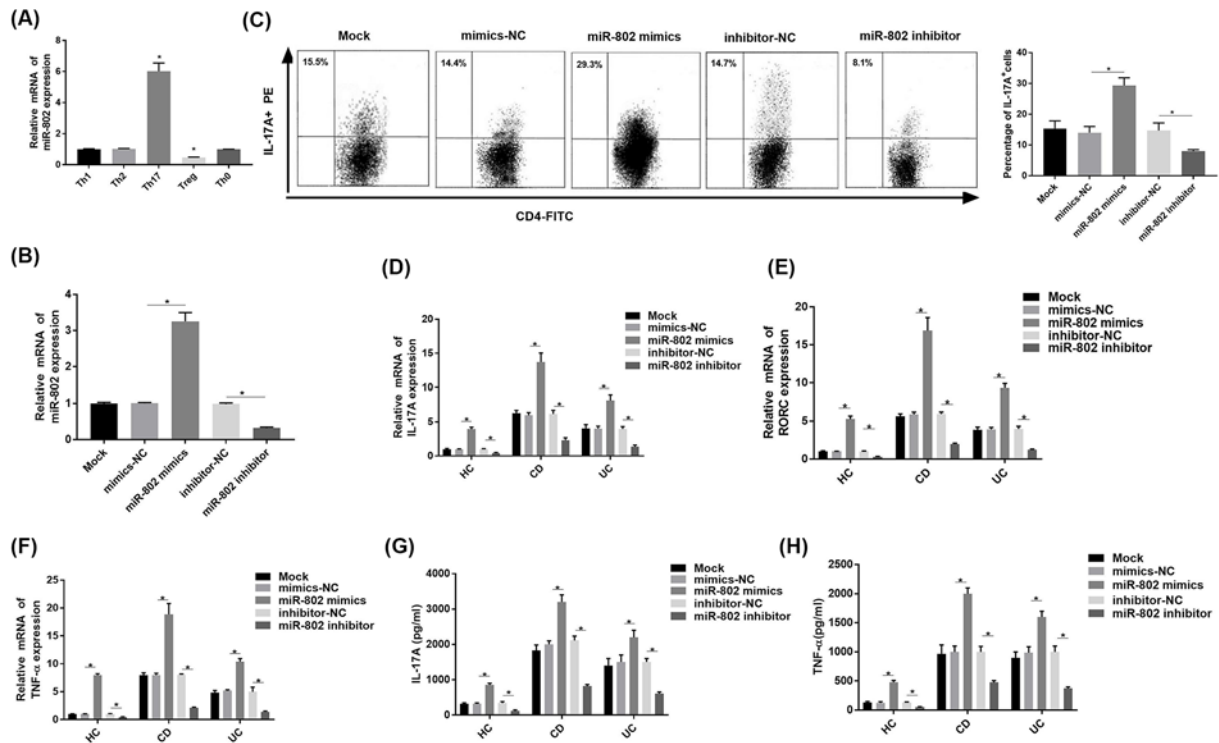 (A)
Relative mRNA of
miR-802 expression
8
6
4
2
0
*
*
Th1
Th2
Th17
Treg
Th0
(C)
Mock
mimics-NC
miR-802 mimics
inhibitor-NC
miR-802 inhibitor
15.5%
14.4%
29.3%
14.7%
8.1%
IL-17A+ PE
CD4-FITC
Percentage of IL-17A+cells
40
30
20
10
0
*
*
Mock
mimics-NC
miR-802 mimics
inhibitor-NC
miR-802 inhibitor
(B)
Relative mRNA of
miR-802 expression
4
3
2
1
0
*
*
Mock
mimics-NC
miR-802 mimics
inhibitor-NC
miR-802 inhibitor
(D)
Mock
mimics-NC
miR-802 mimics
inhibitor-NC
miR-802 inhibitor
Relative mRNA of
IL-17A expression
20
15
10
5
0
*
*
*
*
*
*
HC
CD
UC
(E)
Mock
mimics-NC
miR-802 mimics
inhibitor-NC
miR-802 inhibitor
Relative mRNA of
RORC expression
20
15
10
5
0
*
*
*
*
*
*
HC
CD
UC
(F)
Mock
mimics-NC
miR-802 mimics
inhibitor-NC
miR-802 inhibitor
Relative mRNA of
TNF-α expression
25
20
15
10
5
0
*
*
*
*
*
*
HC
CD
UC
(G)
Mock
mimics-NC
miR-802 mimics
inhibitor-NC
miR-802 inhibitor
IL-17A (pg/ml)
4000
3000
2000
1000
0
*
*
*
*
*
*
HC
CD
UC
(H)
Mock
mimics-NC
miR-802 mimics
inhibitor-NC
miR-802 inhibitor
TNF-α(pg/ml)
2500
2000
1500
1000
500
0
*
*
*
*
*
*
HC
CD
UC